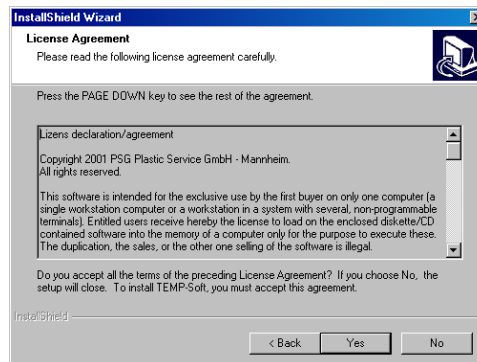 InstallShield Wizard
License Agreement
Please read the following license agreement carefully.
Press the PAGE DOWN key to see the rest of the agreement.
Lizens declaration/agreement
Copyright 2001 PSG Plastic Service GmbH - Mannheim.
All rights reserved.
This software is intended for the exclusive use by the first buyer on only one computer (a
single workstation computer or a workstation in a system with several, non-programmable
terminals). Entitled users receive hereby the license to load on the enclosed diskette/CD
contained software into the memory of a computer only for the purpose to execute these.
The duplication, the sales, or the other one selling of the software is illegal.
Do you accept all the terms of the preceding License Agreement? If you choose No, the
setup will close. To install TEMP-Soft, you must accept this agreement.
InstallShield
< Back Yes No